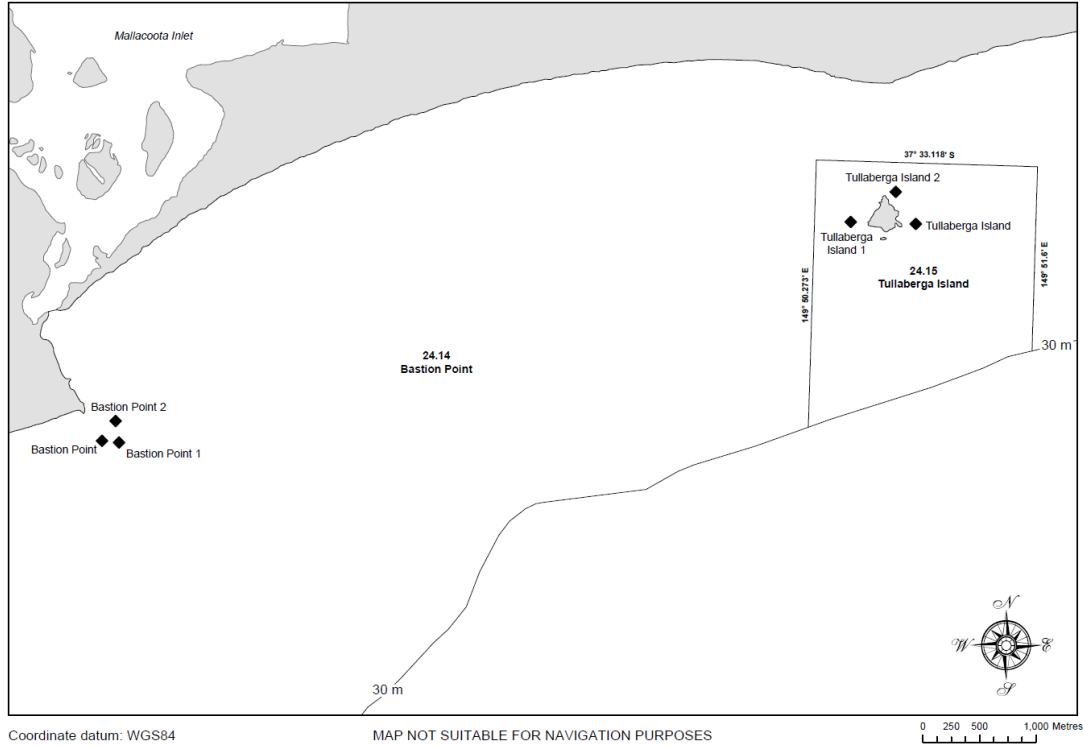 Mallacoota Inlet
37° 33.118' S
Tullaberga Island 2
Tullaberga Island
Tullaberga
Island 1
24.15
Tullaberga Island
149° 50.273' E
149° 51.6' E
30 m
24.14
Bastion Point
Bastion Point 2
Bastion Point
Bastion Point 1
N
W
E
S
30 m
Coordinate datum: WGS84
MAP NOT SUITABLE FOR NAVIGATION PURPOSES
0 250 500 1,000 Metres